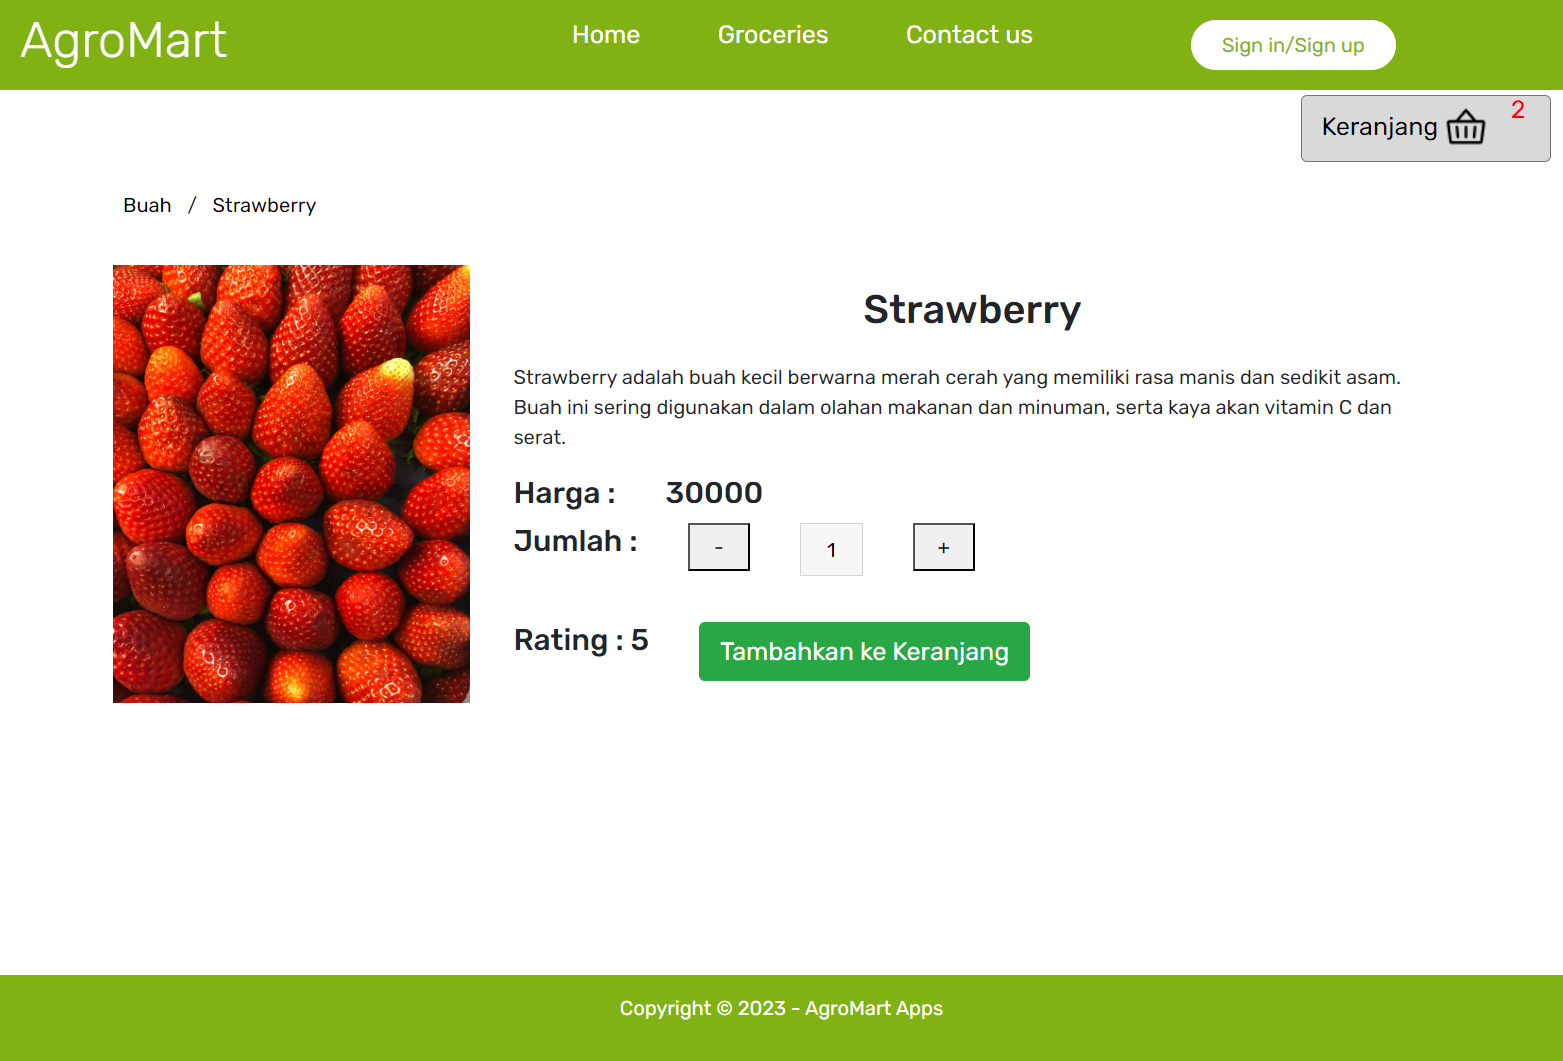 AgroMart
Home
Groceries
Contact us
Sign in/Sign up
Keranjang
2
Buah / Strawberry
Strawberry
Strawberry adalah buah kecil berwarna merah cerah yang memiliki rasa manis dan sedikit asam.
Buah ini sering digunakan dalam olahan makanan dan minuman, serta kaya akan vitamin C dan
serat.
Harga : 30000
Jumlah : - 1 +
Rating : 5
Tambahkan ke Keranjang
Copyright © 2023 - AgroMart Apps